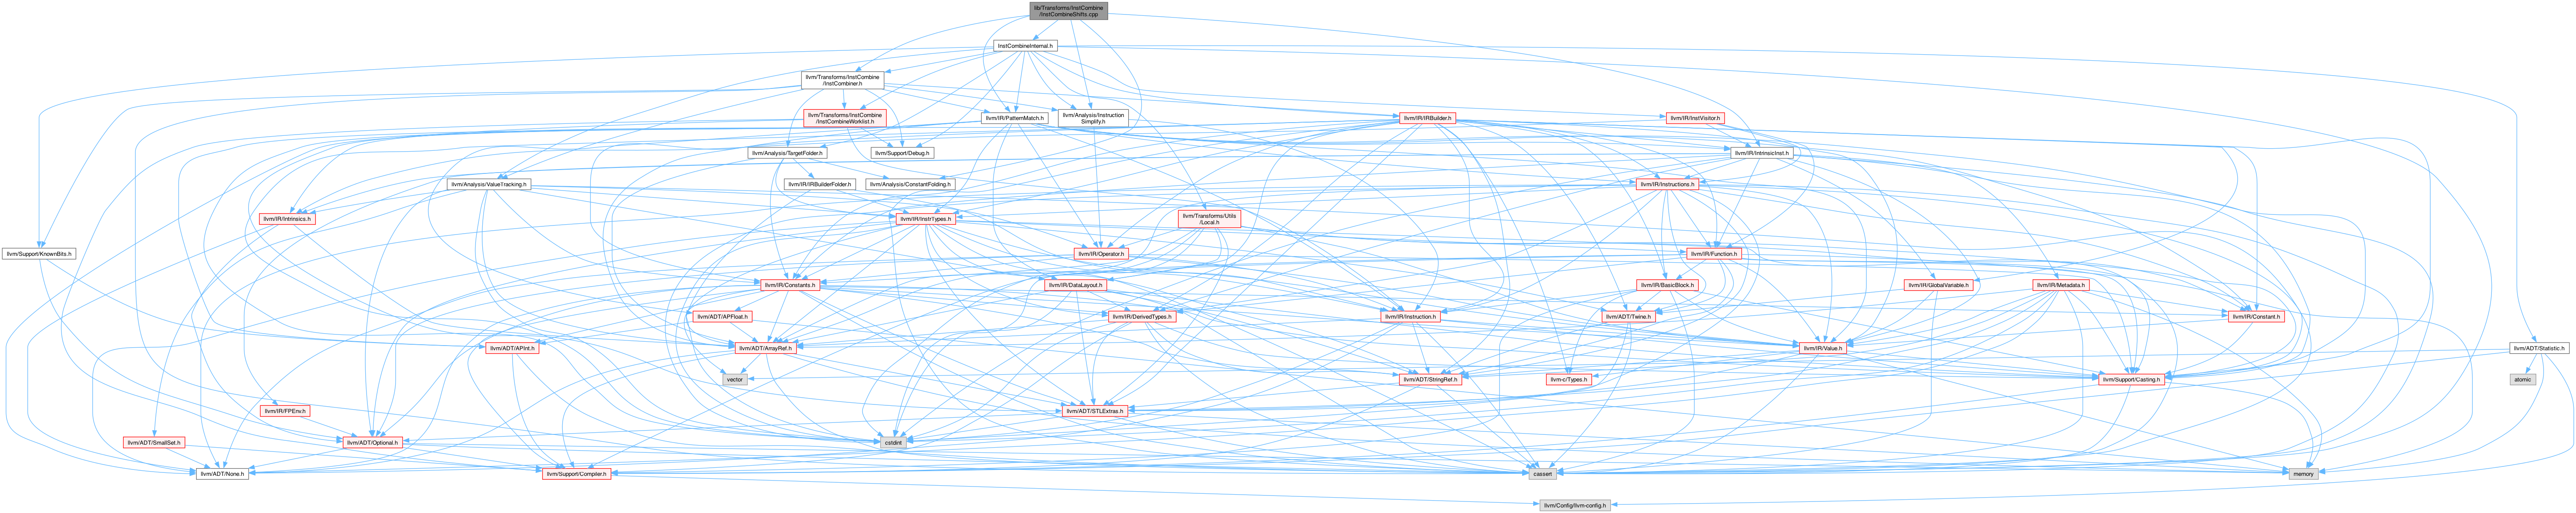 lib/Transforms/InstCombine
/InstCombineShifts.cpp
InstCombineInternal.h
llvm/Transforms/InstCombine
/InstCombiner.h
llvm/Transforms/InstCombine
/InstCombineWorklist.h
llvm/IR/PatternMatch.h
llvm/Analysis/Instruction
Simplify.h
llvm/IR/IRBuilder.h
llvm/IR/InstVisitor.h
llvm/Analysis/TargetFolder.h
llvm/Support/Debug.h
llvm/IR/IntrinsicInst.h
llvm/Analysis/ValueTracking.h
llvm/IR/IRBuilderFolder.h
llvm/Analysis/ConstantFolding.h
llvm/IR/Instructions.h
llvm/IR/Intrinsics.h
llvm/IR/InstrTypes.h
llvm/Transforms/Utils
/Local.h
llvm/Support/KnownBits.h
llvm/IR/Operator.h
llvm/IR/Function.h
llvm/IR/Constants.h
llvm/IR/DataLayout.h
llvm/IR/BasicBlock.h
llvm/IR/GlobalVariable.h
llvm/IR/Metadata.h
llvm/ADT/APFloat.h
llvm/IR/DerivedTypes.h
llvm/IR/Instruction.h
llvm/ADT/Twine.h
llvm/IR/Constant.h
llvm/ADT/APInt.h
llvm/ADT/ArrayRef.h
llvm/IR/Value.h
llvm/ADT/Statistic.h
vector
llvm/ADT/StringRef.h
llvm-c/Types.h
llvm/Support/Casting.h
atomic
llvm/IR/FPEnv.h
llvm/ADT/STLExtras.h
llvm/ADT/SmallSet.h
llvm/ADT/Optional.h
cstdint
llvm/ADT/None.h
llvm/Support/Compiler.h
cassert
memory
llvm/Config/llvm-config.h